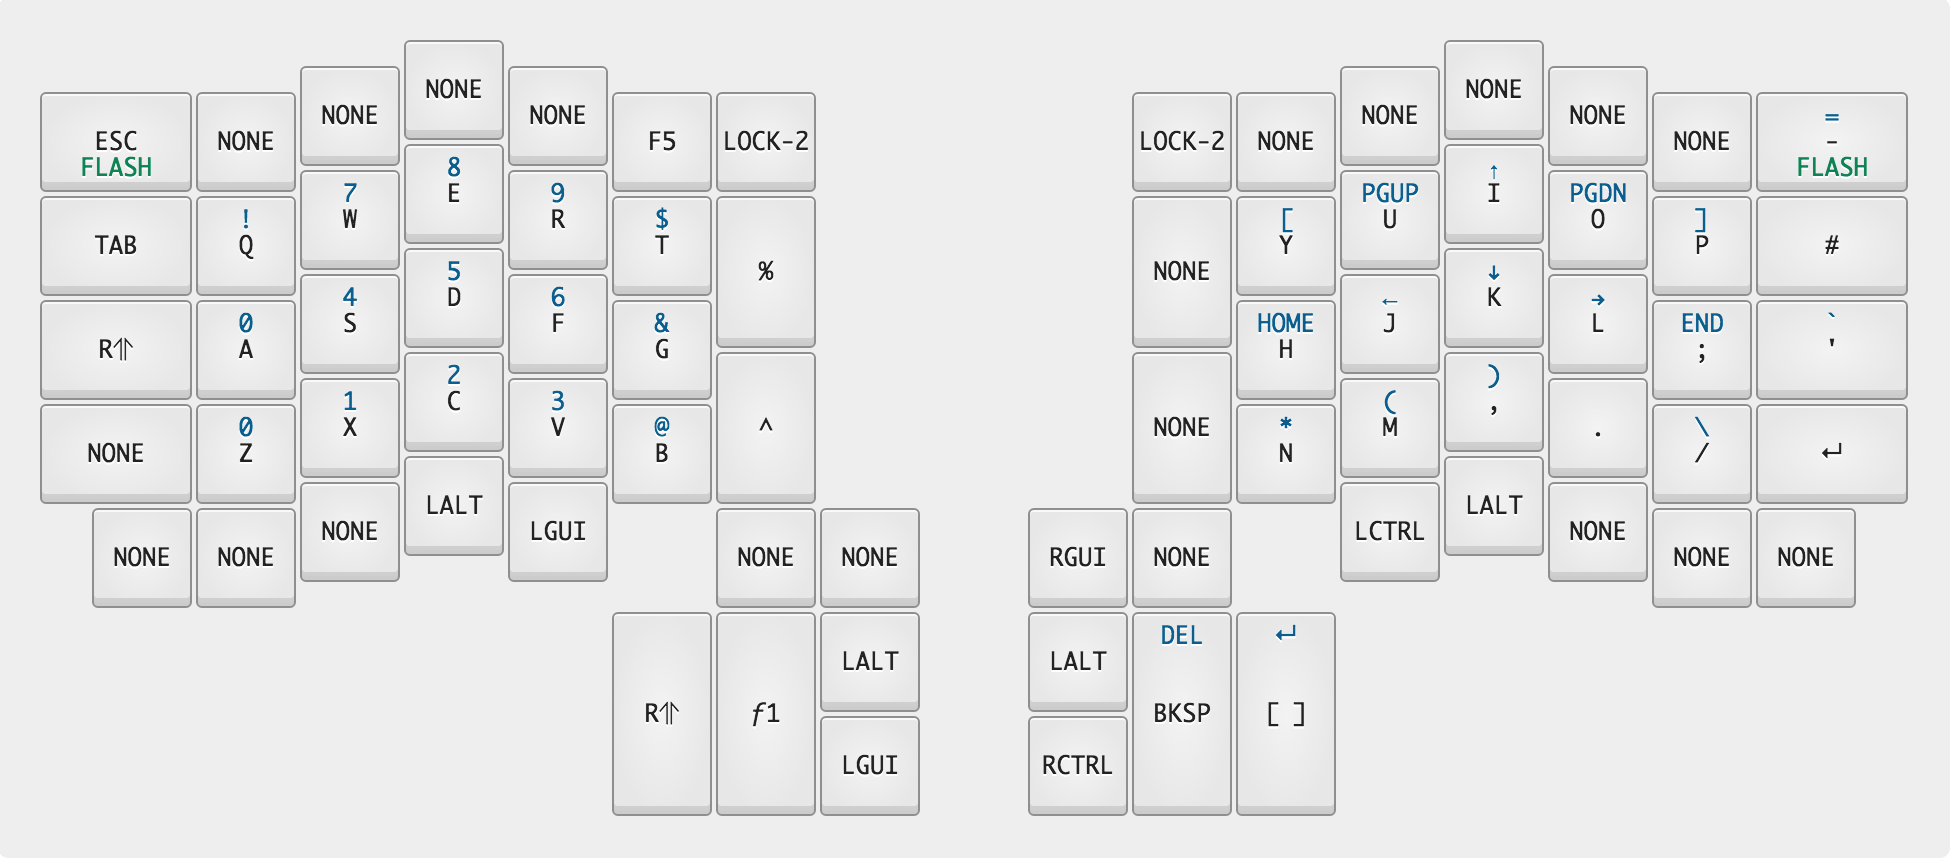 ESC
FLASH
NONE
NONE
NONE
NONE
F5
LOCK-2
TAB
!
Q
7
W
8
E
9
R
$
T
%
R⥣
0
A
4
S
5
D
6
F
&
G
NONE
0
Z
1
X
2
C
3
V
@
B
^
NONE
NONE
NONE
LALT
LGUI
NONE
NONE
R⥣
ƒ1
LALT
LGUI
LOCK-2
NONE
NONE
NONE
NONE
NONE
=
-
FLASH
NONE
[
Y
PGUP
U
↑
I
PGDN
O
]
P
#
HOME
H
←
J
↓
K
→
L
END
;
`
'
NONE
*
N
(
M
)
,
.
\
/
↵
RGUI
NONE
LCTRL
LALT
NONE
NONE
NONE
LALT
DEL
BKSP
↵
[ ]
RCTRL